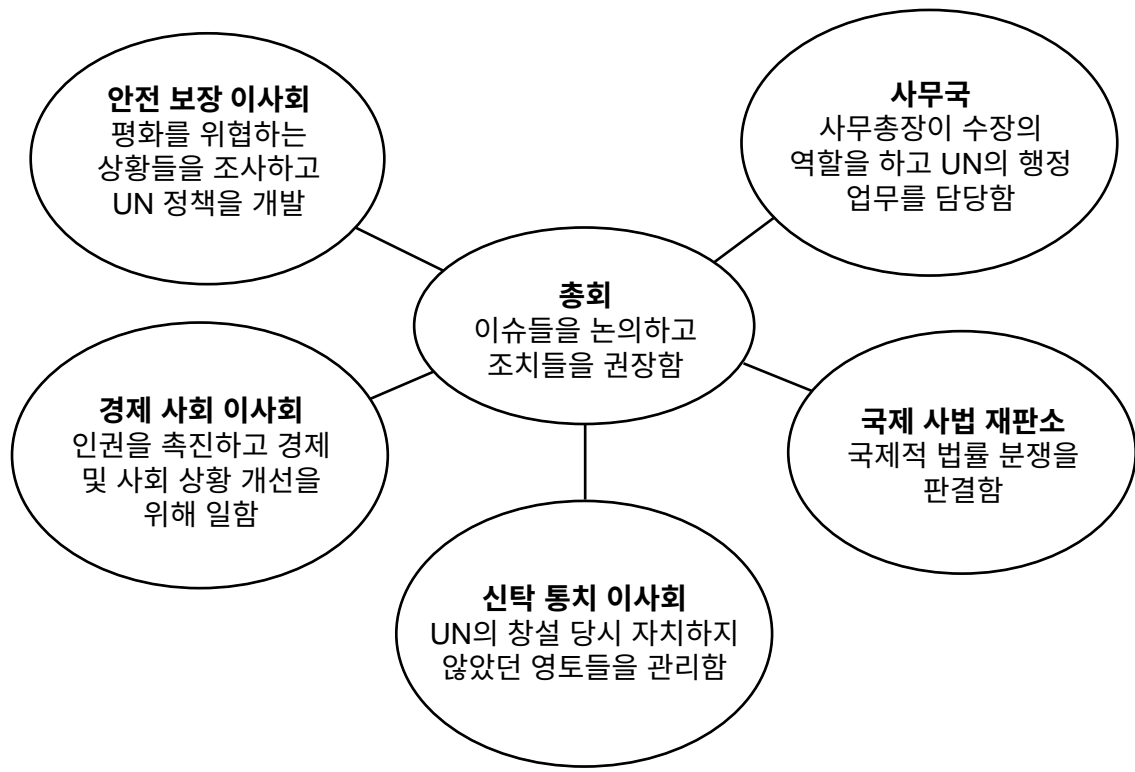 안전 보장 이사회
평화를 위협하는
상황들을 조사하고
UN 정책을 개발
사무국
사무총장이 수장의
역할을 하고 UN의 행정
업무를 담당함
총회
이슈들을 논의하고
조치들을 권장함
경제 사회 이사회
인권을 촉진하고 경제
및 사회 상황 개선을
위해 일함
국제 사법 재판소
국제적 법률 분쟁을
판결함
신탁 통치 이사회
UN의 창설 당시 자치하지
않았던 영토들을 관리함